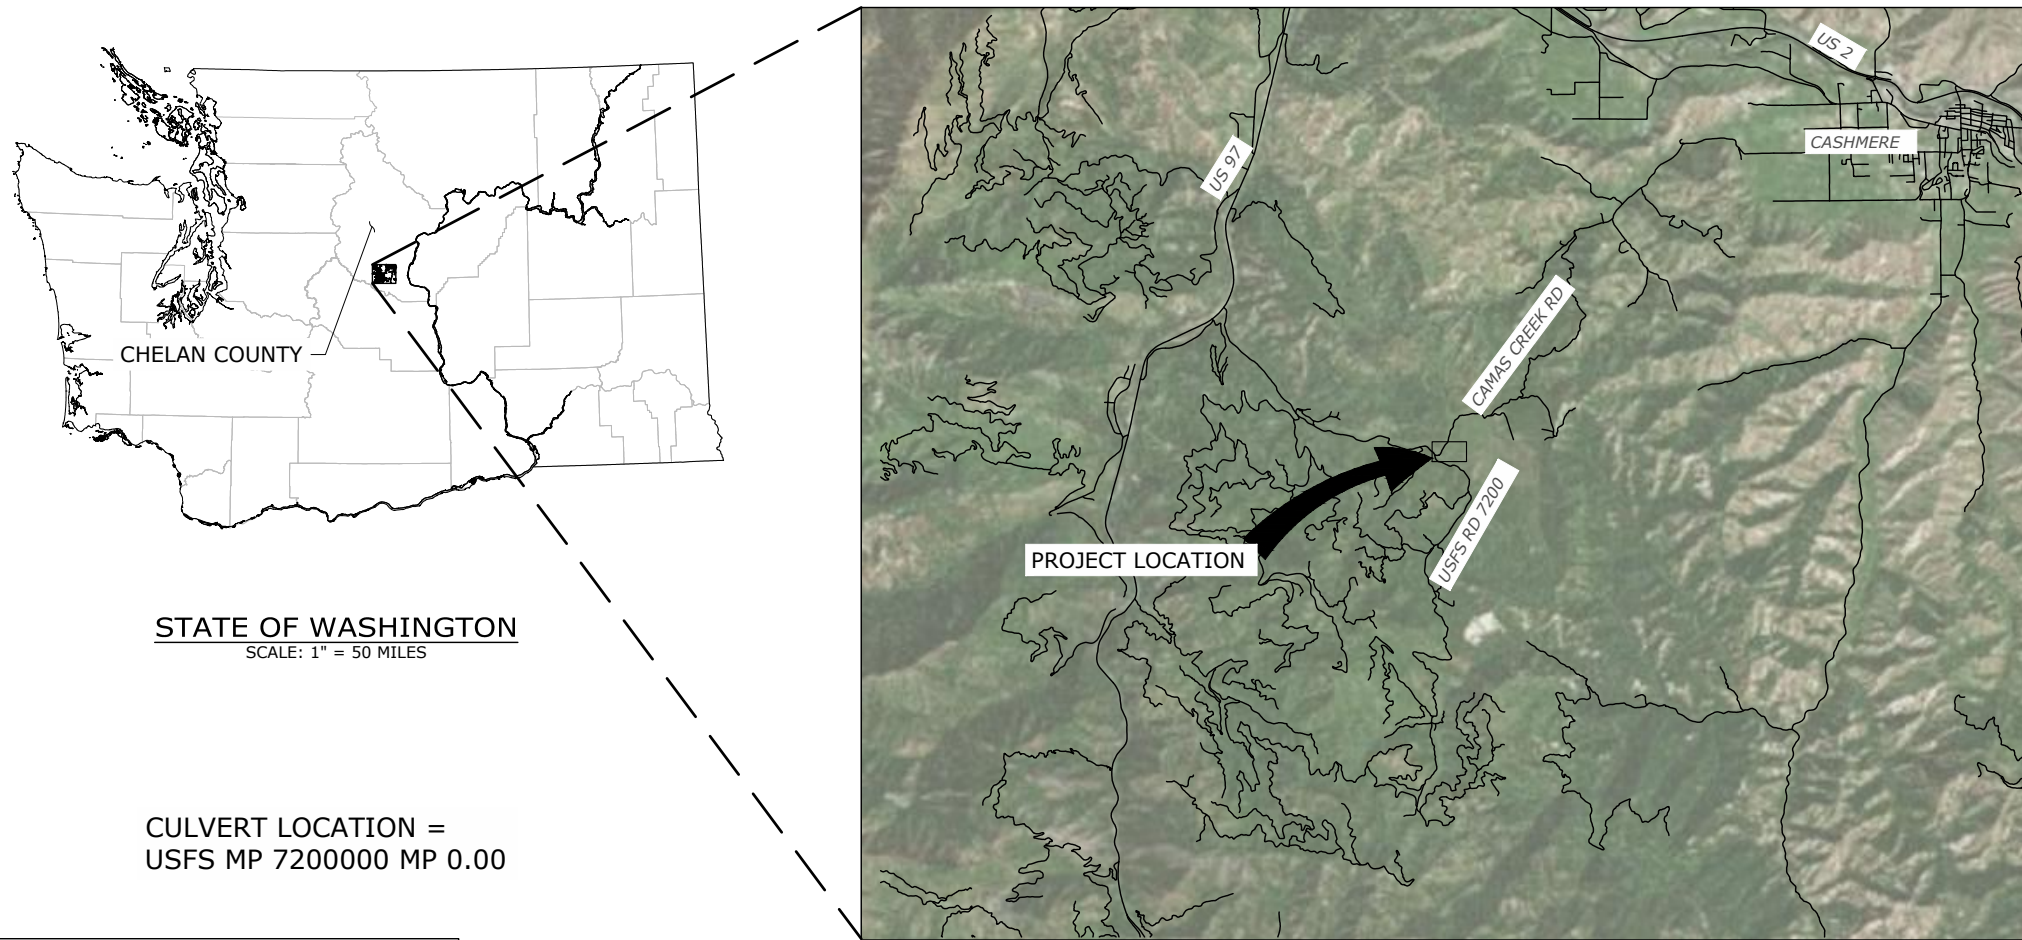 CHELAN COUNTY
STATE OF WASHINGTON
SCALE: 1" = 50 MILES
CULVERT LOCATION =
USFS MP 7200000 MP 0.00
US 2
CASHMERE
US 97
CAMAS CREEK RD
PROJECT LOCATION
USFS RD 7200